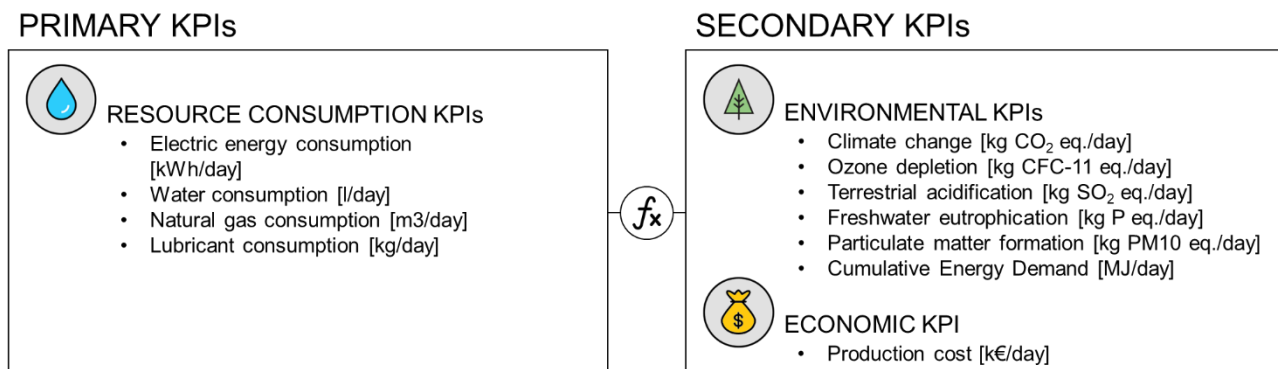 PRIMARY KPIs
RESOURCE CONSUMPTION KPIs
• Electric energy consumption
[kWh/day]
• Water consumption [l/day]
• Natural gas consumption [m3/day]
• Lubricant consumption [kg/day]
fx
SECONDARY KPIs
ENVIRONMENTAL KPIs
• Climate change [kg CO₂ eq./day]
• Ozone depletion [kg CFC-11 eq./day]
• Terrestrial acidification [kg SO₂ eq./day]
• Freshwater eutrophication [kg P eq./day]
• Particulate matter formation [kg PM10 eq./day]
• Cumulative Energy Demand [MJ/day]
$
ECONOMIC KPI
• Production cost [k€/day]